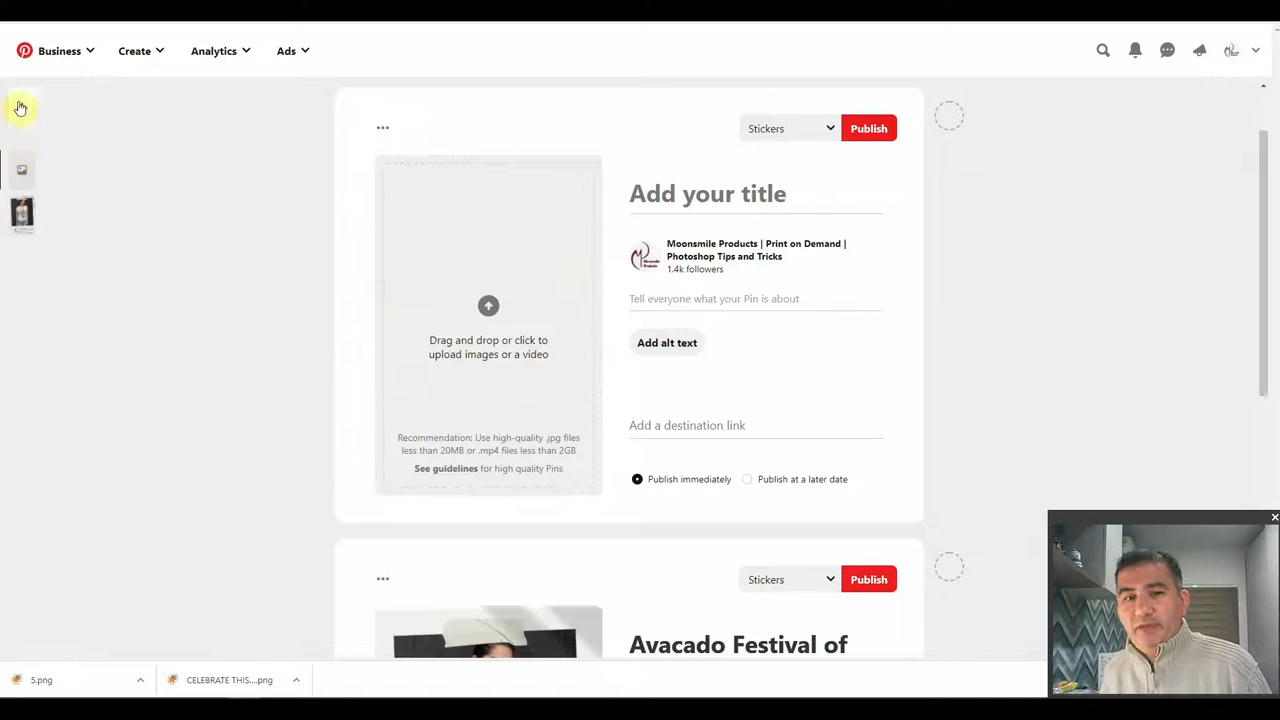 Business
Create
Analytics
Ads
Stickers
Publish
Add your title
Moonsmile Products | Print on Demand |
Photoshop Tips and Tricks
1.4k followers
Tell everyone what your Pin is about
Add alt text
Drag and drop or click to
upload images or a video
Add a destination link
Recommendation: Use high-quality .jpg files
less than 20MB or .mp4 files less than 2GB
See guidelines for high quality Pins
Publish immediately
Publish at a later date
Stickers
Publish
Avacado Festival of
5.png
CELEBRATE THIS....png